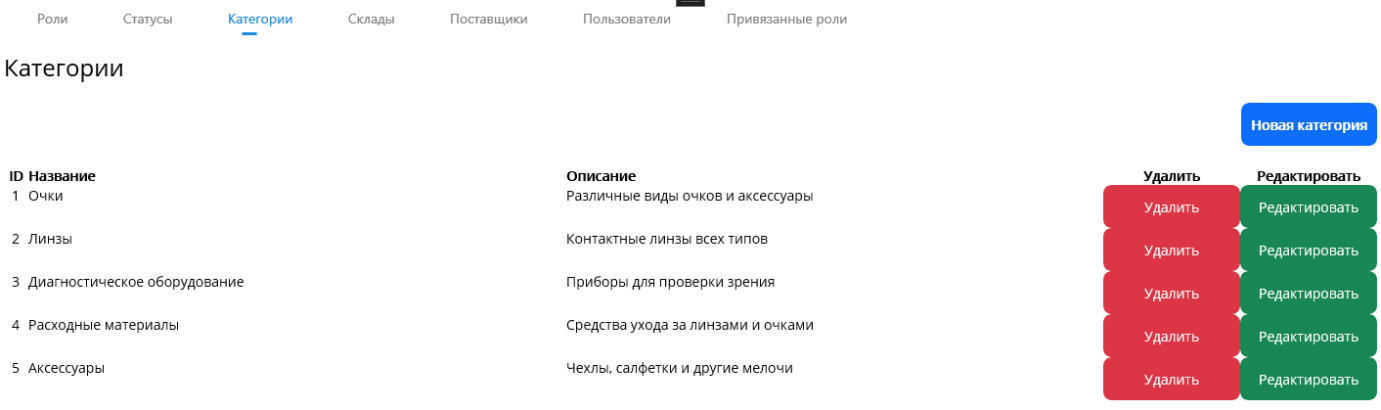 Роли Статусы Категории Склады Поставщики Пользователи Привязанные роли
Категории
Новая категория
ID Название Описание Удалить Редактировать
1 Очки Различные виды очков и аксессуары Удалить Редактировать
2 Линзы Контактные линзы всех типов Удалить Редактировать
3 Диагностическое оборудование Приборы для проверки зрения Удалить Редактировать
4 Расходные материалы Средства ухода за линзами и очками Удалить Редактировать
5 Аксессуары Чехлы, салфетки и другие мелочи Удалить Редактировать